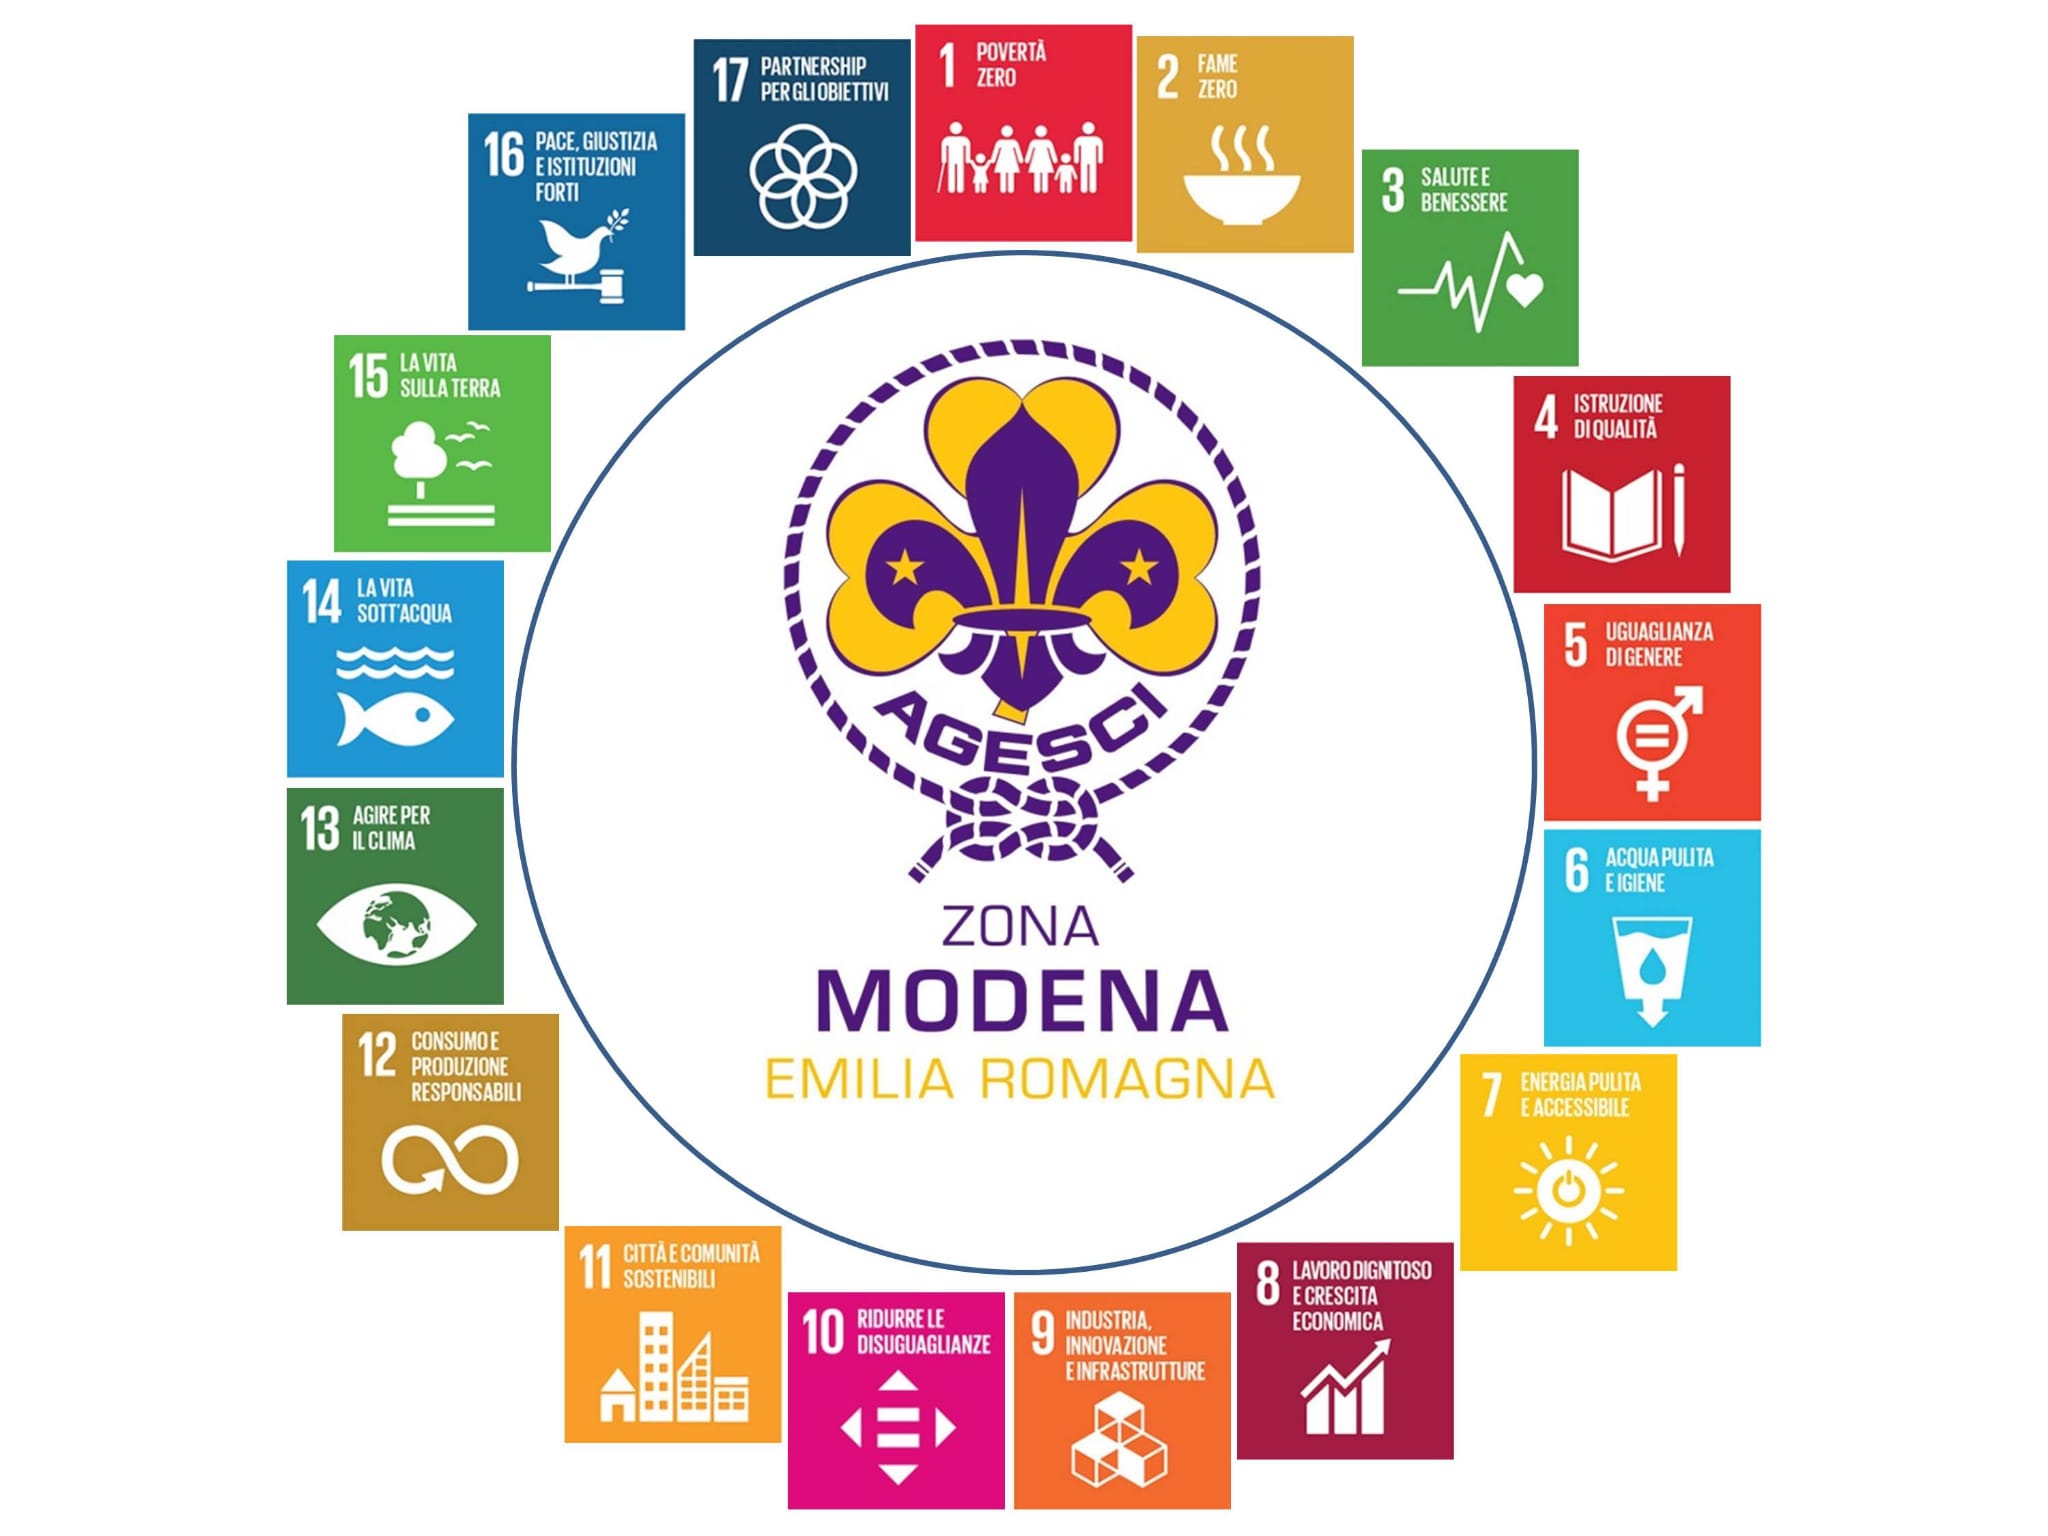 1 POVERTÀ
ZERO
2 FAME
ZERO
3 SALUTE E
BENESSERE
4 ISTRUZIONE
DI QUALITÀ
5 UGUAGLIANZA
DI GENERE
6 ACQUA PULITA
E IGIENE
7 ENERGIA PULITA
E ACCESSIBILE
8 LAVORO DIGNITOSO
E CRESCITA
ECONOMICA
9 INDUSTRIA,
INNOVAZIONE
E INFRASTRUTTURE
10 RIDURRE LE
DISUGUAGLIANZE
11 CITTÀ E COMUNITÀ
SOSTENIBILI
12 CONSUMO E
PRODUZIONE
RESPONSABILI
13 AGIRE PER
IL CLIMA
14 LA VITA
SOTT'ACQUA
15 LA VITA
SULLA TERRA
16 PACE, GIUSTIZIA
E ISTITUZIONI
FORTI
17 PARTNERSHIP
PER GLI OBIETTIVI
AGESCI
ZONA
MODENA
EMILIA ROMAGNA